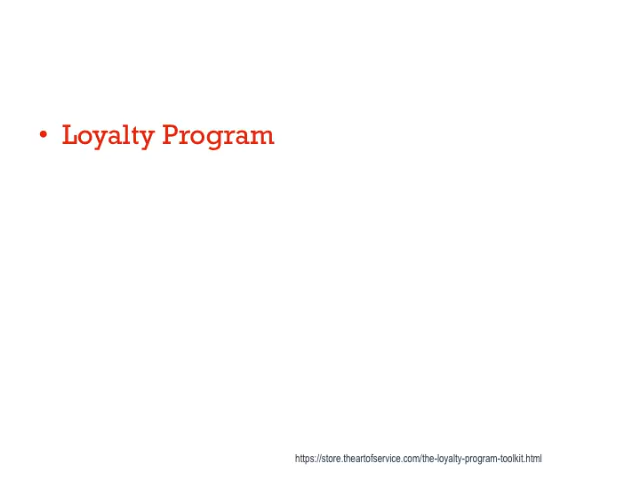 • Loyalty Program
https://store.theartofservice.com/the-loyalty-program-toolkit.html